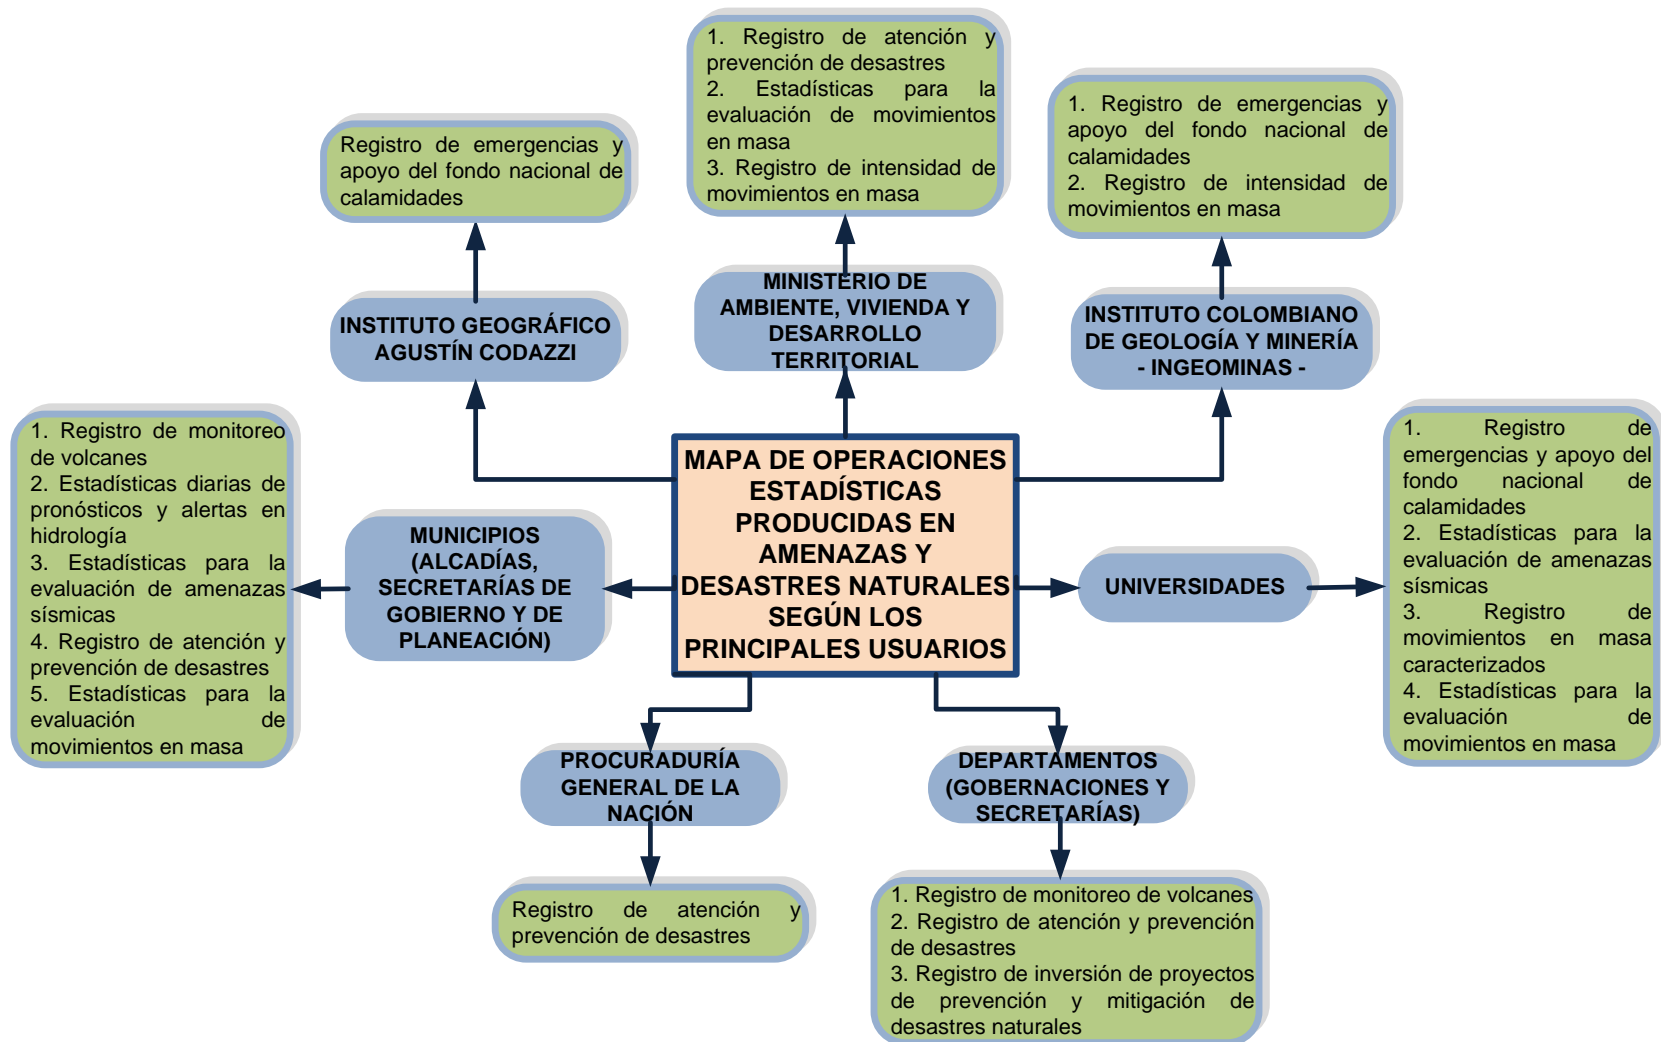 1. Registro de atención y
prevención de desastres
2. Estadísticas para la
evaluación de movimientos
en masa
3. Registro de intensidad de
movimientos en masa
1. Registro de emergencias y
apoyo del fondo nacional de
calamidades
2. Registro de intensidad de
movimientos en masa
Registro de emergencias y
apoyo del fondo nacional de
calamidades
MINISTERIO DE
AMBIENTE, VIVIENDA Y
DESARROLLO
TERRITORIAL
INSTITUTO GEOGRÁFICO
AGUSTÍN CODAZZI
INSTITUTO COLOMBIANO
DE GEOLOGÍA Y MINERÍA
- INGEOMINAS -
1. Registro de monitoreo
de volcanes
2. Estadísticas diarias de
pronósticos y alertas en
hidrología
3. Estadísticas para la
evaluación de amenazas
sísmicas
4. Registro de atención y
prevención de desastres
5. Estadísticas para la
evaluación de
movimientos en masa
MUNICIPIOS
(ALCADÍAS,
SECRETARÍAS DE
GOBIERNO Y DE
PLANEACIÓN)
MAPA DE OPERACIONES
ESTADÍSTICAS
PRODUCIDAS EN
AMENAZAS Y
DESASTRES NATURALES
SEGÚN LOS
PRINCIPALES USUARIOS
UNIVERSIDADES
1. Registro de
emergencias y apoyo del
fondo nacional de
calamidades
2. Estadísticas para la
evaluación de amenazas
sísmicas
3. Registro de
movimientos en masa
caracterizados
4. Estadísticas para la
evaluación de
movimientos en masa
PROCURADURÍA
GENERAL DE LA
NACIÓN
DEPARTAMENTOS
(GOBERNACIONES Y
SECRETARÍAS)
Registro de atención y
prevención de desastres
1. Registro de monitoreo de volcanes
2. Registro de atención y prevención
de desastres
3. Registro de inversión de proyectos
de prevención y mitigación de
desastres naturales